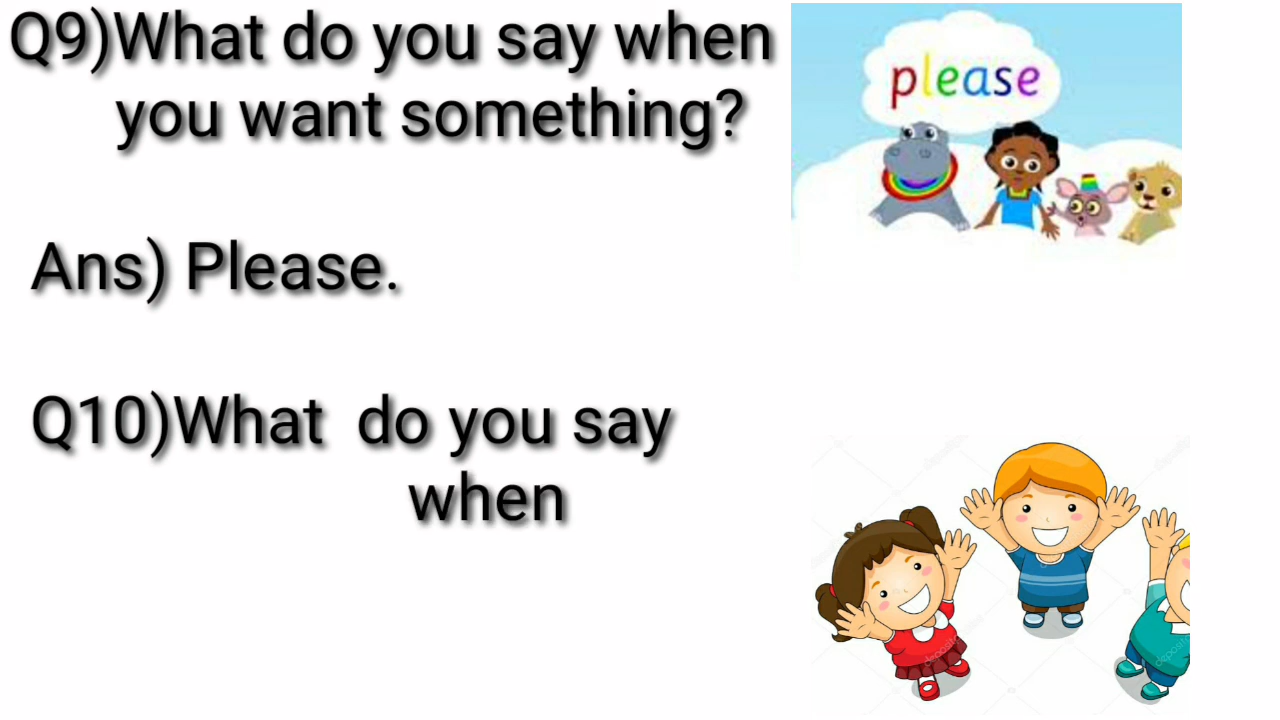 Q9)What do you say when
you want something?
please
Ans) Please.
Q10)What do you say
when